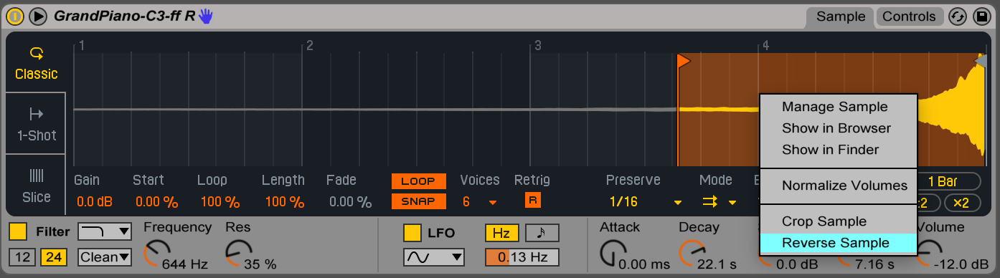 GrandPiano-C3-ff R
Sample Controls
1 2 3 4
Classic
1-Shot
Slice
Manage Sample
Show in Browser
Show in Finder
Normalize Volumes
Crop Sample
Reverse Sample
Gain Start Loop Length Fade LOOP Voices Retrig Preserve Mode 1 Bar
0.0 dB 0.00 % 100 % 100 % 0.00 % SNAP 6 R 1/16 :2 ×2
Filter Frequency Res LFO Hz Attack Decay Volume
12 24 Clean 644 Hz 35 % 0.13 Hz 0.00 ms 22.1 s 0.0 dB 7.16 s -12.0 dB